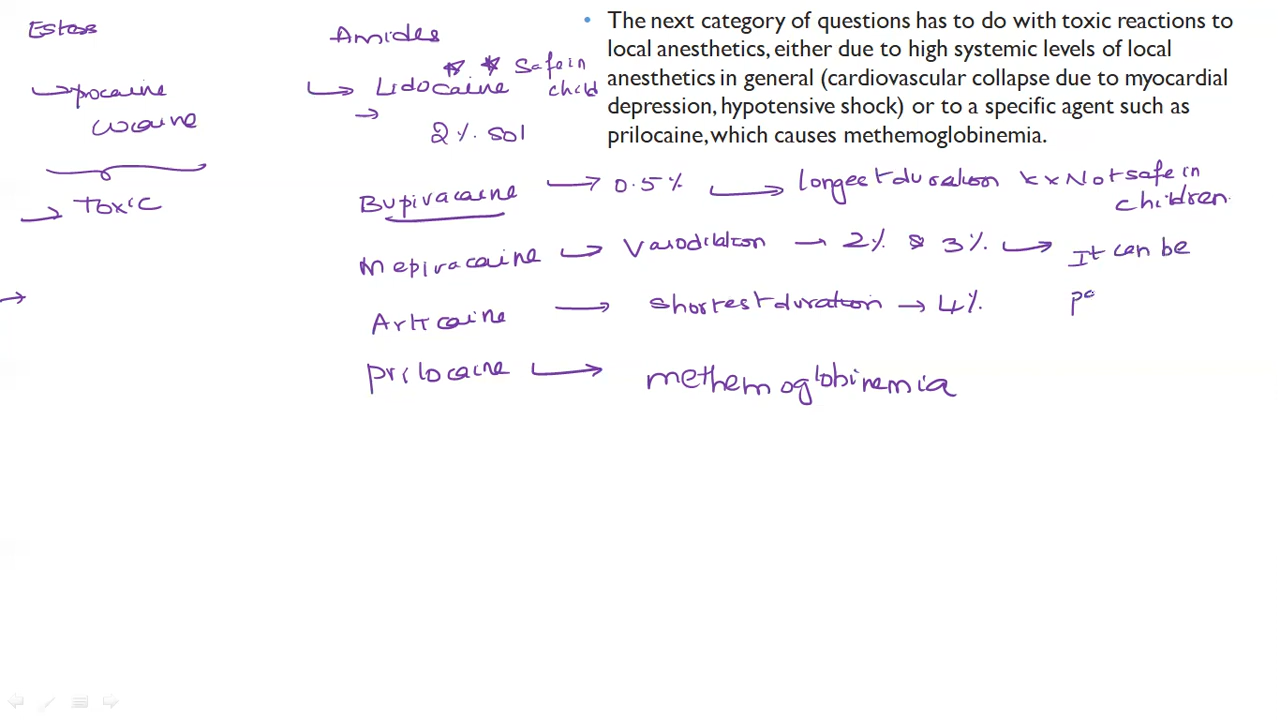 Esters
procaine
cocaine
Toxic
Amides
Lidocaine
safe in
child
2% sol
• The next category of questions has to do with toxic reactions to
local anesthetics, either due to high systemic levels of local
anesthetics in general (cardiovascular collapse due to myocardial
depression, hypotensive shock) or to a specific agent such as
prilocaine, which causes methemoglobinemia.
Bupivacaine → 0.5% → longest duration xx Not safe in
children
Mepivacaine → Vasodilation → 2% & 3% → It can be
Articaine → shortest duration → 4%
prilocaine → methemoglobinemia